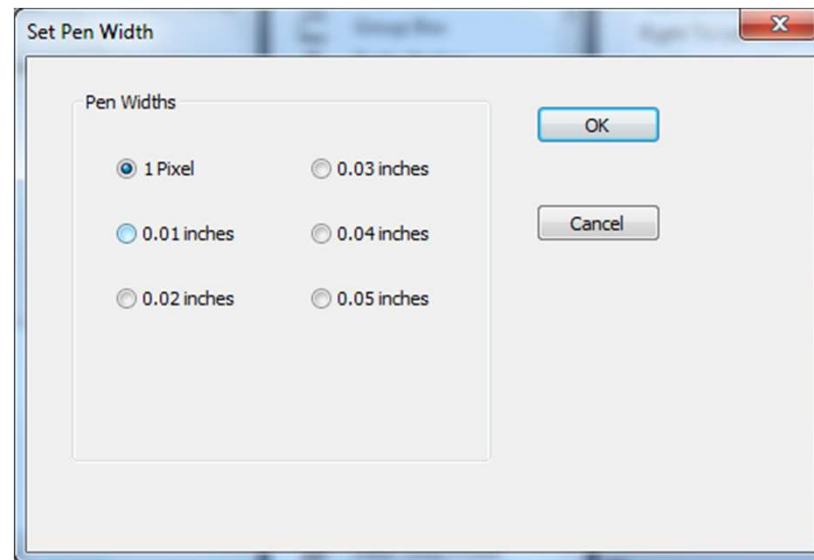 Set Pen Width
Pen Widths
1 Pixel
0.03 inches
0.01 inches
0.04 inches
0.02 inches
0.05 inches
OK
Cancel